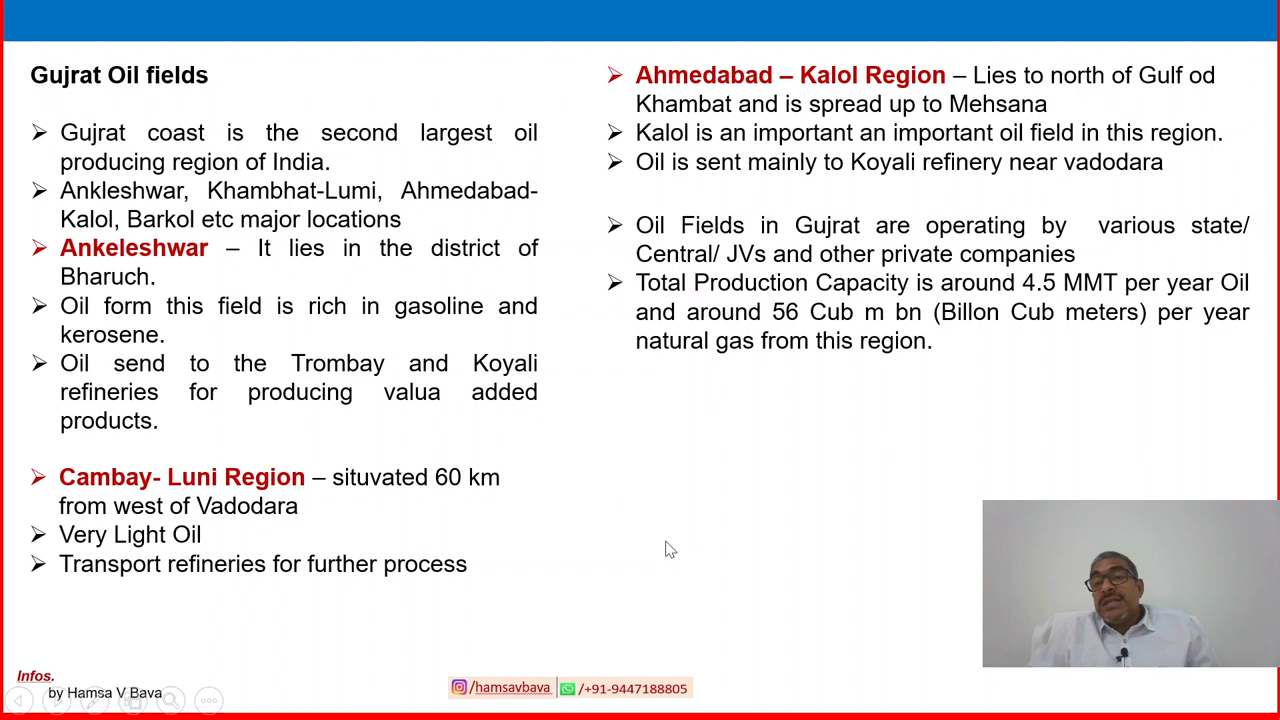 Gujrat Oil fields
Gujrat coast is the second largest oil
producing region of India.
Ankleshwar, Khambhat-Lumi, Ahmedabad-
Kalol, Barkol etc major locations
Ankeleshwar – It lies in the district of
Bharuch.
Oil form this field is rich in gasoline and
kerosene.
Oil send to the Trombay and Koyali
refineries for producing valua added
products.
Cambay- Luni Region – situvated 60 km
from west of Vadodara
Very Light Oil
Transport refineries for further process
Ahmedabad – Kalol Region – Lies to north of Gulf od
Khambat and is spread up to Mehsana
Kalol is an important an important oil field in this region.
Oil is sent mainly to Koyali refinery near vadodara
Oil Fields in Gujrat are operating by various state/
Central/ JVs and other private companies
Total Production Capacity is around 4.5 MMT per year Oil
and around 56 Cub m bn (Billon Cub meters) per year
natural gas from this region.
Infos.
by Hamsa V Bava
/hamsavbava /+91-9447188805